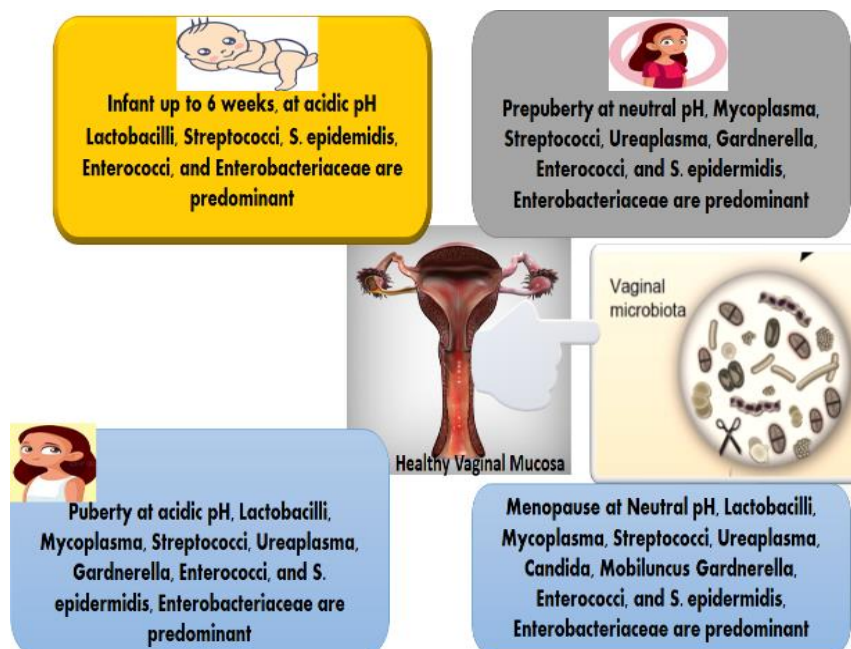 Infant up to 6 weeks, at acidic pH
Lactobacilli, Streptococci, S. epidemidis,
Enterococci, and Enterobacteriaceae are
predominant
Prepuberty at neutral pH, Mycoplasma,
Streptococci, Ureaplasma, Gardnerella,
Enterococci, and S. epidermidis,
Enterobacteriaceae are predominant
Vaginal
microbiota
Healthy Vaginal Mucosa
Puberty at acidic pH, Lactobacilli,
Mycoplasma, Streptococci, Ureaplasma,
Gardnerella, Enterococci, and S.
epidermidis, Enterobacteriaceae are
predominant
Menopause at Neutral pH, Lactobacilli,
Mycoplasma, Streptococci, Ureaplasma,
Candida, Mobiluncus Gardnerella,
Enterococci, and S. epidermidis,
Enterobacteriaceae are predominant